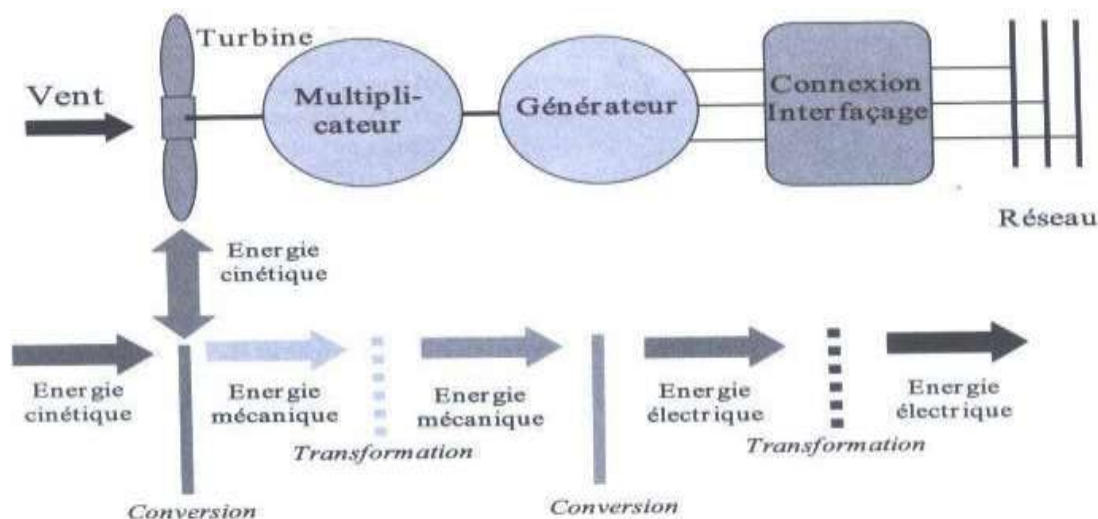 Turbine
Vent
Multipli-
cateur
Générateur
Connexion
Interfaçage
Réseau
Energie
cinétique
Energie
cinétique
Energie
mécanique
Transformation
Energie
mécanique
Energie
électrique
Transformation
Energie
électrique
Conversion
Conversion